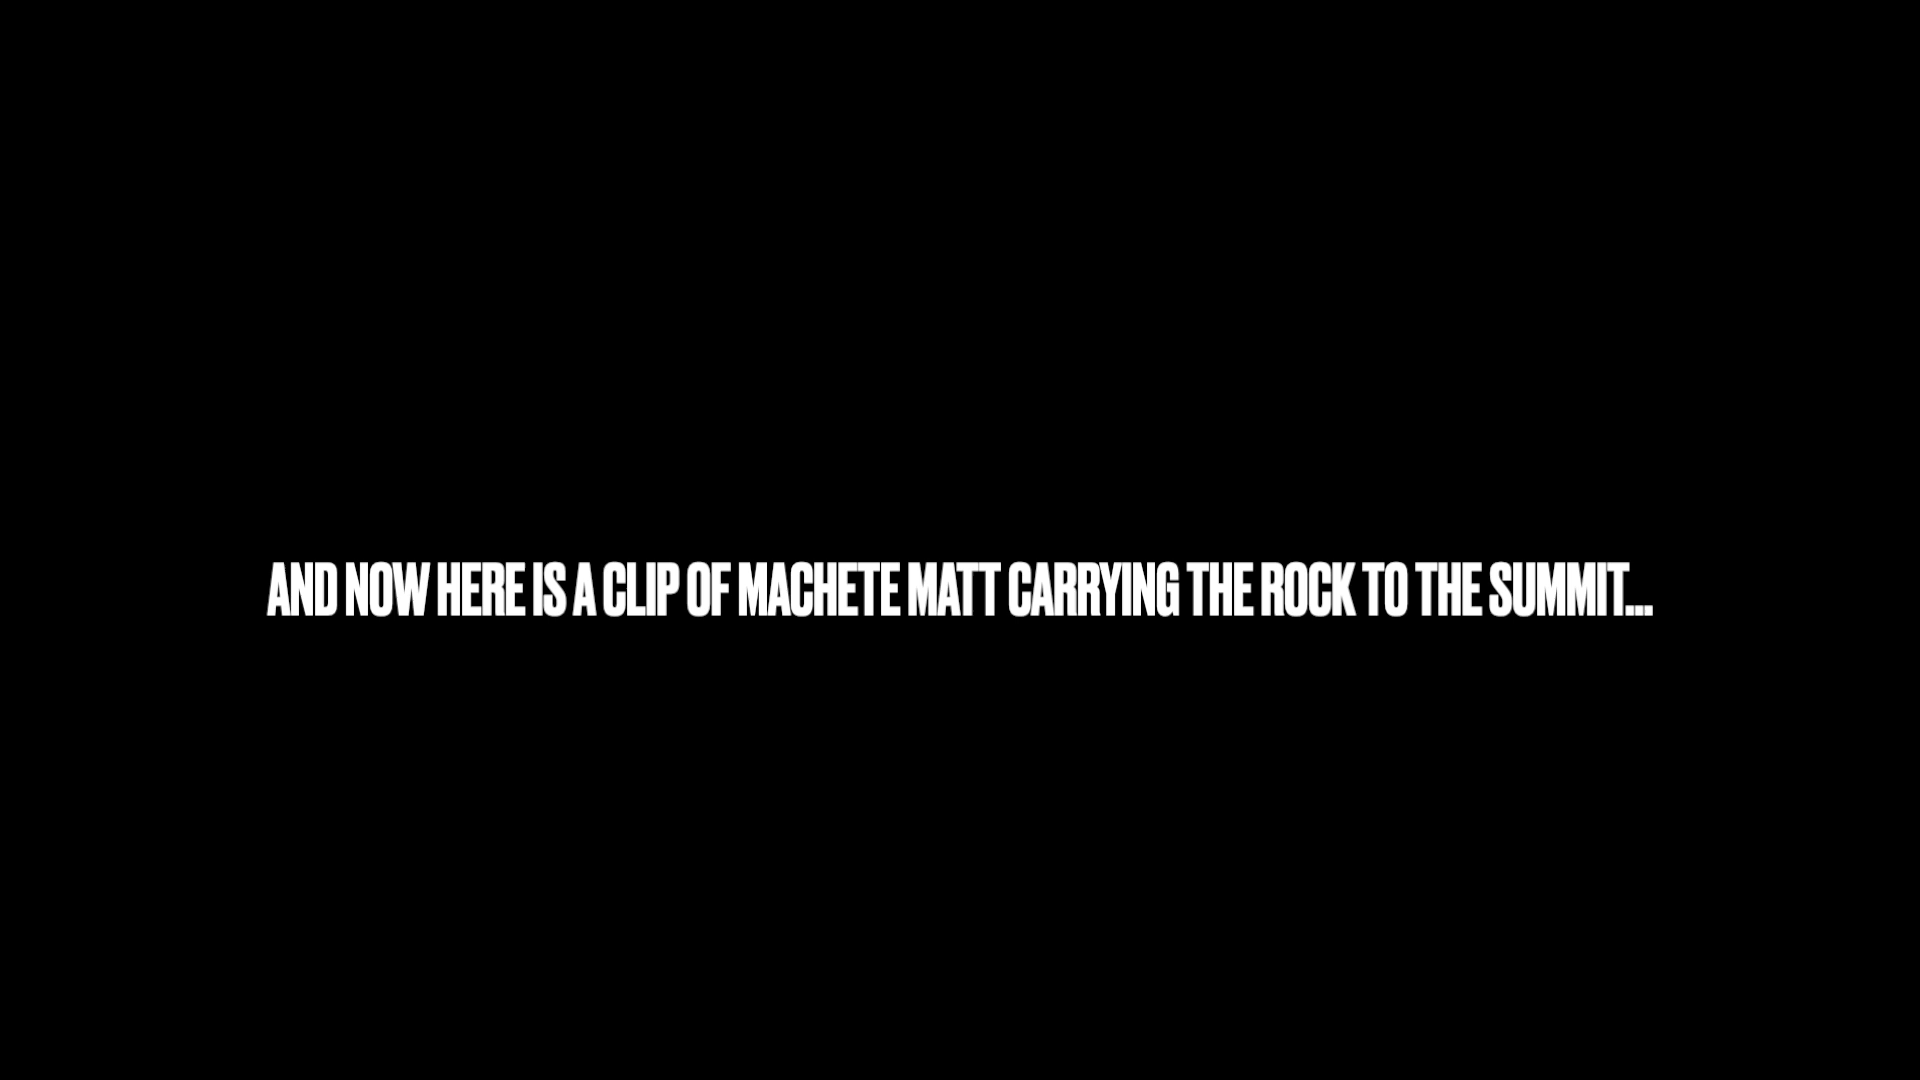 AND NOW HERE IS A CLIP OF MACHETE MATT CARRYING THE ROCK TO THE SUMMIT...